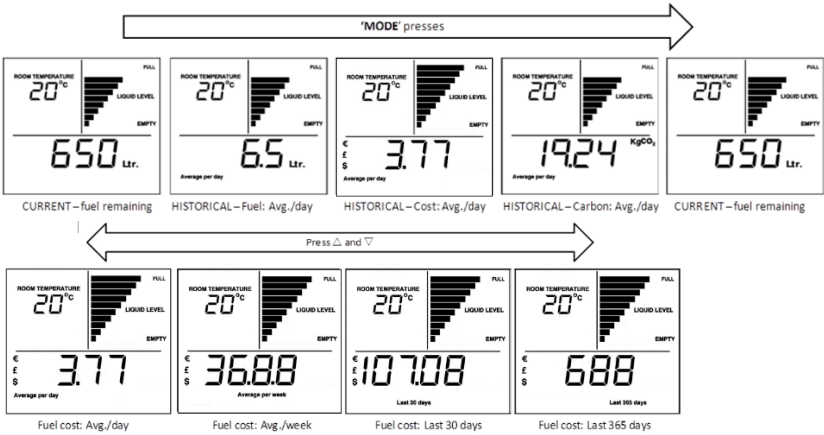 'MODE' presses
FULL
ROOM TEMPERATURE
20°C
LIQUID LEVEL
EMPTY
650 Ltr.
CURRENT – fuel remaining
FULL
ROOM TEMPERATURE
20°C
LIQUID LEVEL
EMPTY
6.5 Ltr.
Average per day
HISTORICAL – Fuel: Avg./day
FULL
ROOM TEMPERATURE
20°C
LIQUID LEVEL
EMPTY
€
£ 3.77
$
Average per day
HISTORICAL – Cost: Avg./day
FULL
ROOM TEMPERATURE
20°C
LIQUID LEVEL
EMPTY
19.24 KgCO₂
Average per day
HISTORICAL – Carbon: Avg./day
FULL
ROOM TEMPERATURE
20°C
LIQUID LEVEL
EMPTY
650 Ltr.
CURRENT – fuel remaining
Press △ and ▽
FULL
ROOM TEMPERATURE
20°C
LIQUID LEVEL
EMPTY
€
£ 3.77
$
Average per day
Fuel cost: Avg./day
FULL
ROOM TEMPERATURE
20°C
LIQUID LEVEL
EMPTY
€
£ 36.8.8
$
Average per week
Fuel cost: Avg./week
FULL
ROOM TEMPERATURE
20°C
LIQUID LEVEL
EMPTY
€
£ 107.08
$
Last 30 days
Fuel cost: Last 30 days
FULL
ROOM TEMPERATURE
20°C
LIQUID LEVEL
EMPTY
€
£ 688
$
Last 365 days
Fuel cost: Last 365 days